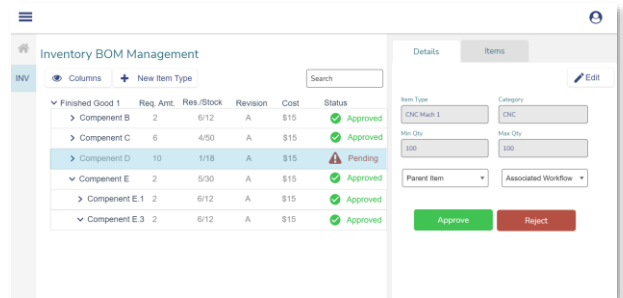 Inventory BOM Management
INV
Columns
New Item Type
Search
Finished Good 1 Req. Amt. Res./Stock Revision Cost Status
Compenent B 2 6/12 A $15 Approved
Compenent C 6 4/50 A $15 Approved
Compenent D 10 1/18 A $15 Pending
Compenent E 2 5/30 A $15 Approved
Compenent E.1 2 6/12 A $15 Approved
Compenent E.3 2 6/12 A $15 Approved
Details Items
Edit
Item Type Category
CNC Mach 1 CNC
Min Qty Max Qty
100 100
Parent Item Associated Workflow
Approve Reject